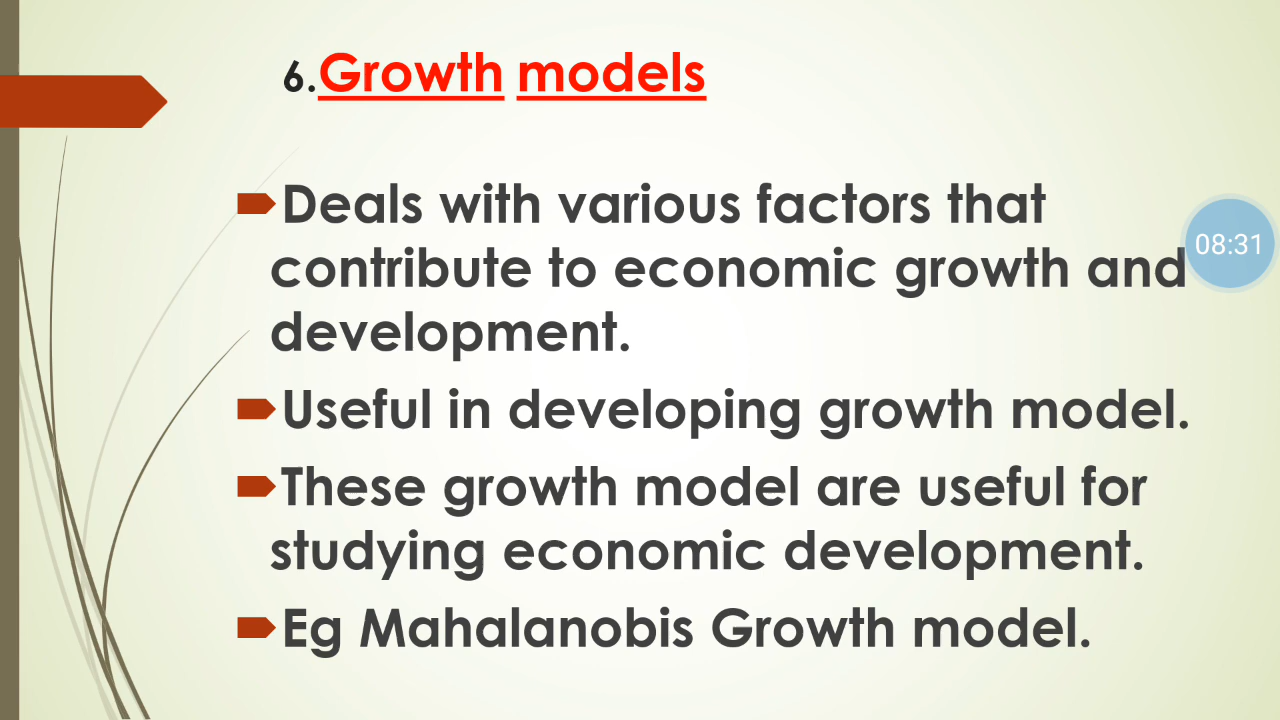 6.Growth models
Deals with various factors that
contribute to economic growth and
development.
08:31
Useful in developing growth model.
These growth model are useful for
studying economic development.
Eg Mahalanobis Growth model.